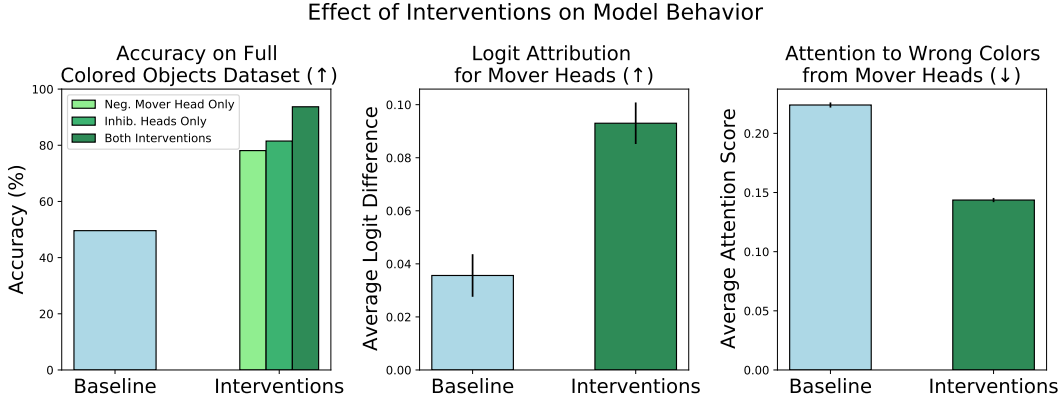 Effect of Interventions on Model Behavior
Accuracy on Full
Colored Objects Dataset (↑)
Accuracy (%)
100
80
60
40
20
0
Neg. Mover Head Only
Inhib. Heads Only
Both Interventions
Baseline
Interventions
Logit Attribution
for Mover Heads (↑)
Average Logit Difference
0.10
0.08
0.06
0.04
0.02
0.00
Baseline
Interventions
Attention to Wrong Colors
from Mover Heads (↓)
Average Attention Score
0.20
0.15
0.10
0.05
0.00
Baseline
Interventions